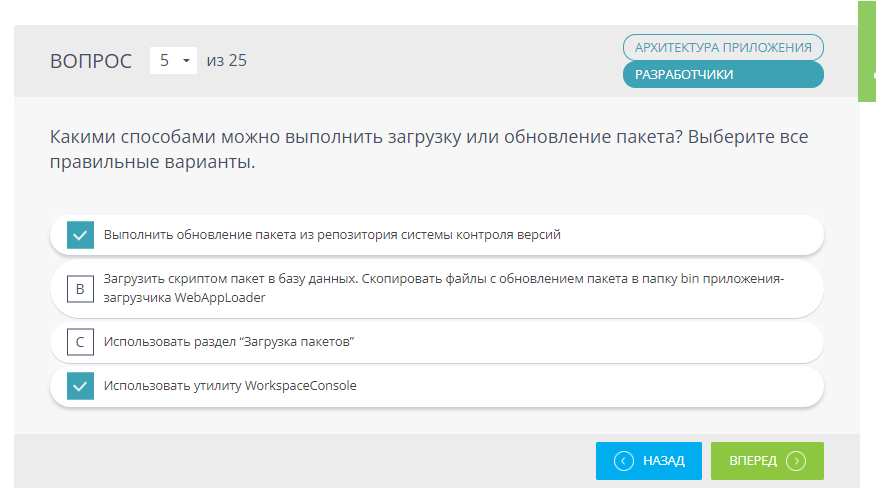 ВОПРОС 5 из 25
АРХИТЕКТУРА ПРИЛОЖЕНИЯ
РАЗРАБОТЧИКИ
Какими способами можно выполнить загрузку или обновление пакета? Выберите все
правильные варианты.
Выполнить обновление пакета из репозитория системы контроля версий
B
Загрузить скриптом пакет в базу данных. Скопировать файлы с обновлением пакета в папку bin приложения-
загрузчика WebAppLoader
C Использовать раздел “Загрузка пакетов”
Использовать утилиту WorkspaceConsole
НАЗАД ВПЕРЕД